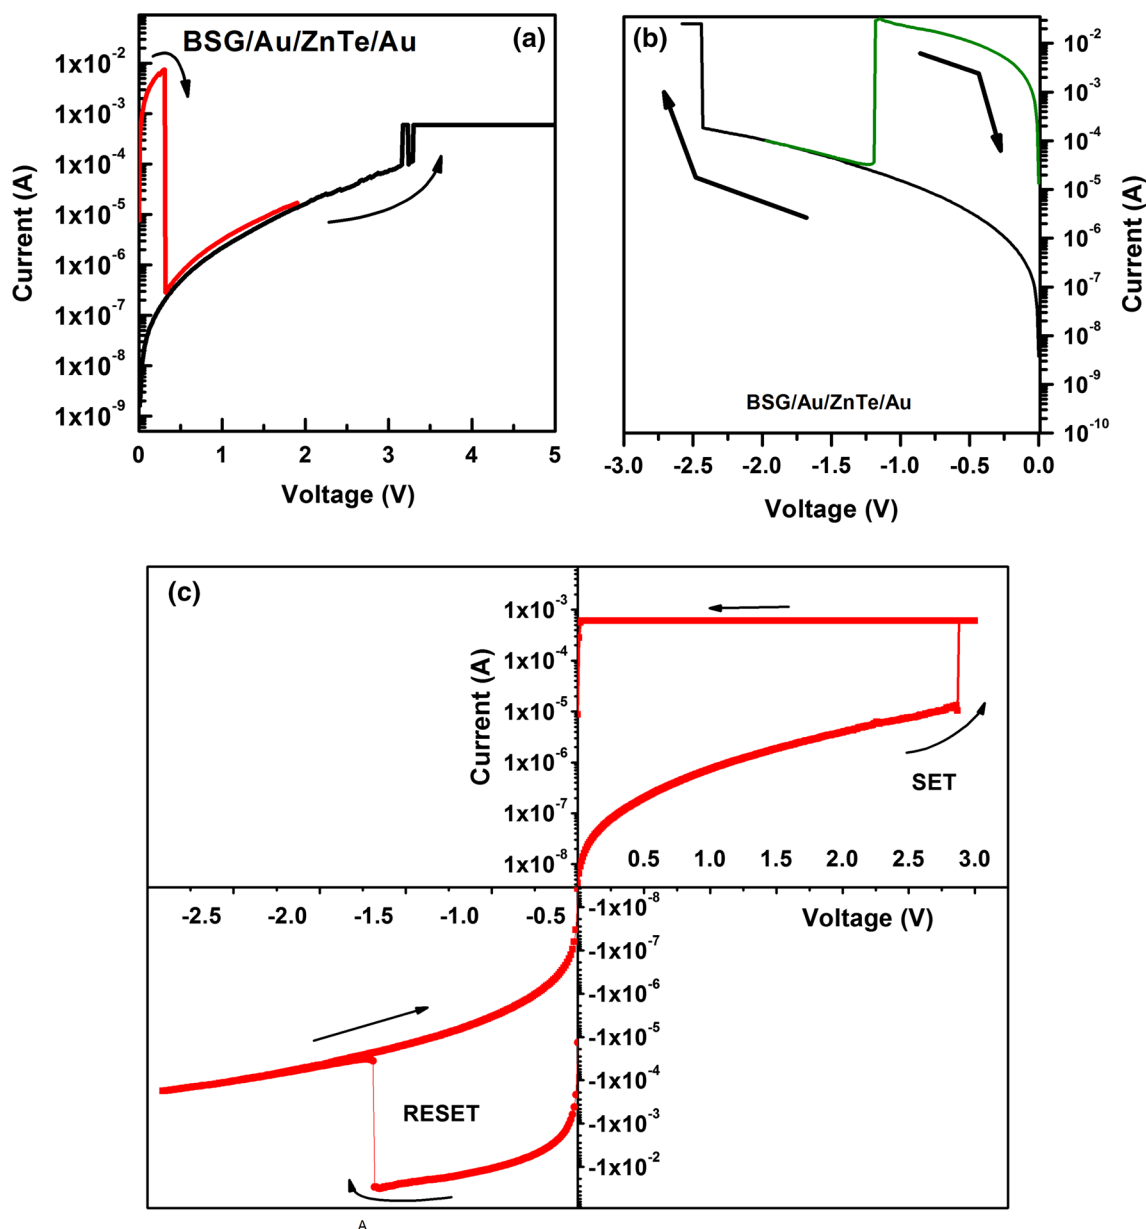 BSG/Au/ZnTe/Au (a)
1x10-2
1x10-3
1x10-4
1x10-5
1x10-6
1x10-7
1x10-8
1x10-9
Current (A)
0 1 2 3 4 5
Voltage (V)
(b)
10-2
10-3
10-4
10-5
10-6
10-7
10-8
10-9
10-10
Current (A)
BSG/Au/ZnTe/Au
-3.0 -2.5 -2.0 -1.5 -1.0 -0.5 0.0
Voltage (V)
(c)
1x10-3
1x10-4
1x10-5
1x10-6
1x10-7
1x10-8
Current (A)
SET
0.5 1.0 1.5 2.0 2.5 3.0
-2.5 -2.0 -1.5 -1.0 -0.5
Voltage (V)
-1x10-8
-1x10-7
-1x10-6
-1x10-5
-1x10-4
-1x10-3
-1x10-2
RESET
A